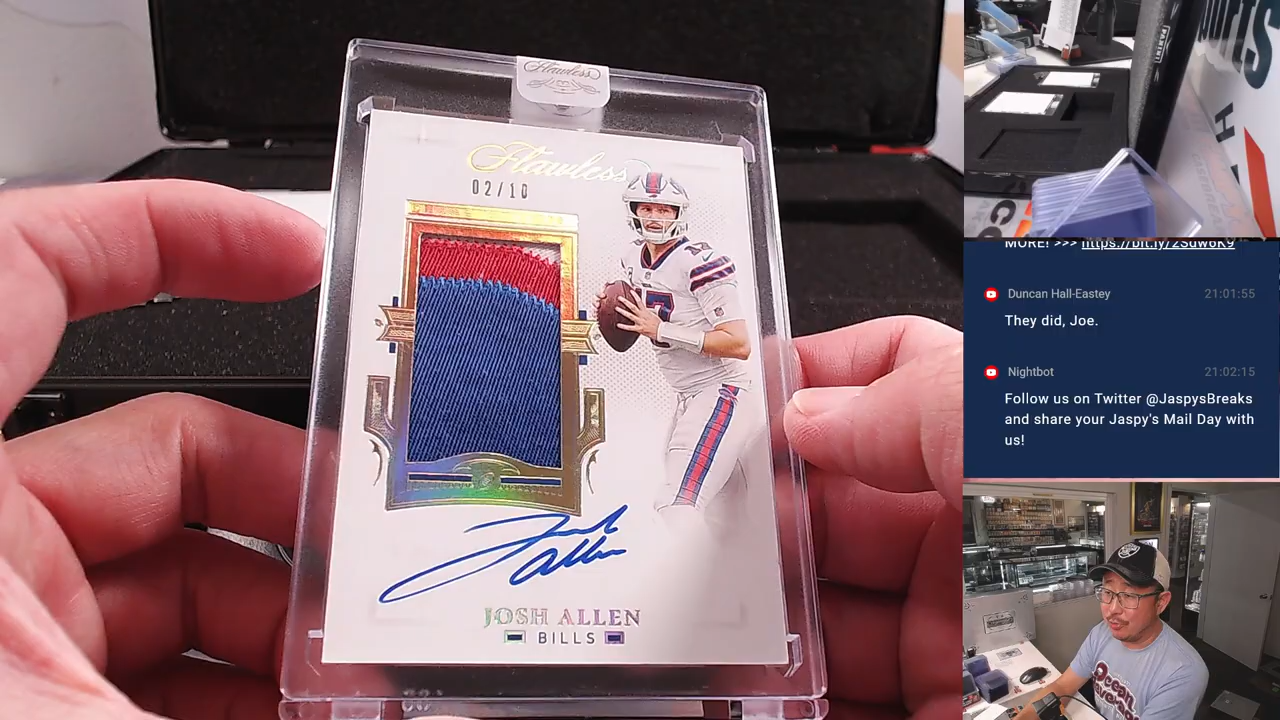 Flawless
Flawless
02/10
17
Josh Allen
JOSH ALLEN
BILLS
PANINI
MORE! >>> https://bit.ly/2Sdw6K9
Duncan Hall-Eastey 21:01:55
They did, Joe.
Nightbot 21:02:15
Follow us on Twitter @JaspysBreaks
and share your Jaspy's Mail Day with
us!